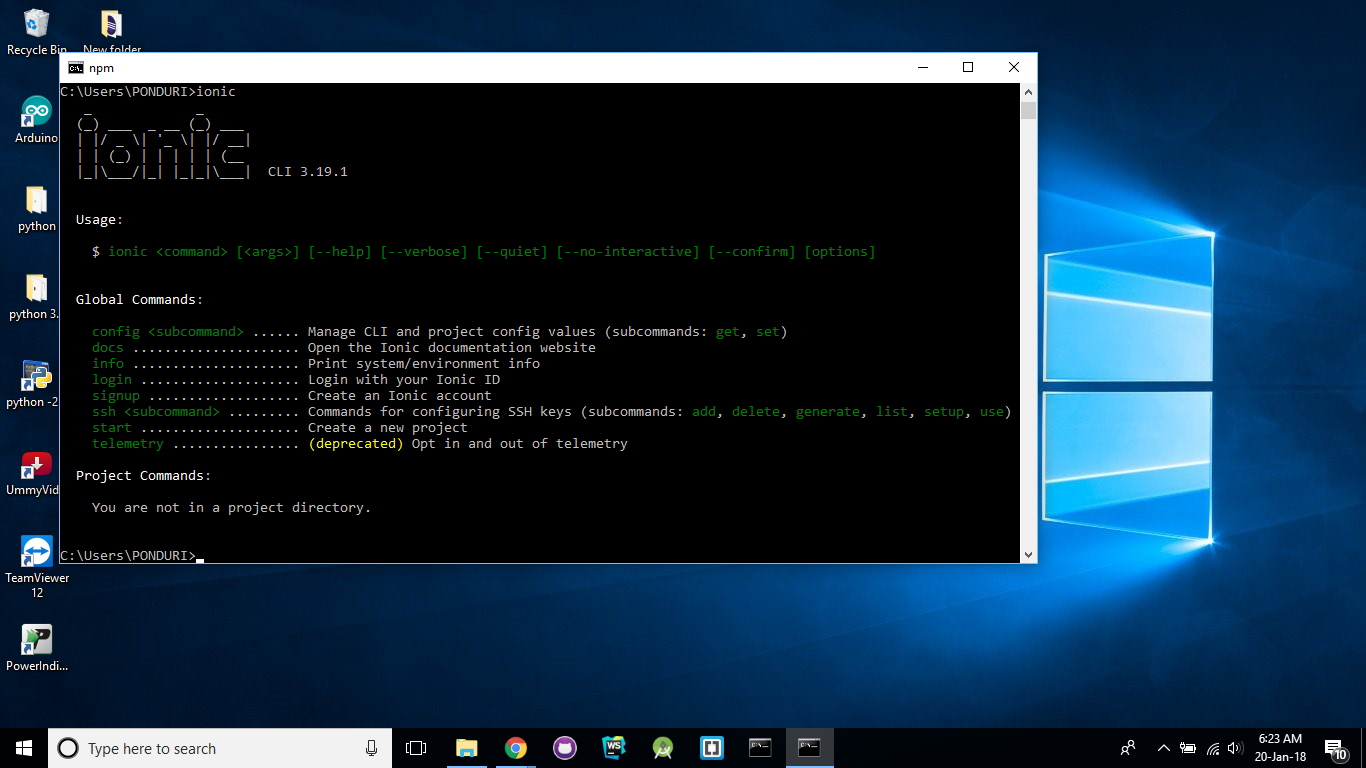 Recycle Bin
New folder
Arduino
python
python 3.
python -2
UmmyVid
TeamViewer
12
PowerIndi...
npm
C:\Users\PONDURI>ionic
ionic
CLI 3.19.1
Usage:
$ ionic <command> [<args>] [--help] [--verbose] [--quiet] [--no-interactive] [--confirm] [options]
Global Commands:
config <subcommand> ...... Manage CLI and project config values (subcommands: get, set)
docs ..................... Open the Ionic documentation website
info ..................... Print system/environment info
login .................... Login with your Ionic ID
signup ................... Create an Ionic account
ssh <subcommand> ......... Commands for configuring SSH keys (subcommands: add, delete, generate, list, setup, use)
start .................... Create a new project
telemetry ................ (deprecated) Opt in and out of telemetry
Project Commands:
You are not in a project directory.
C:\Users\PONDURI>
Type here to search
WS
6:23 AM
20-Jan-18
10